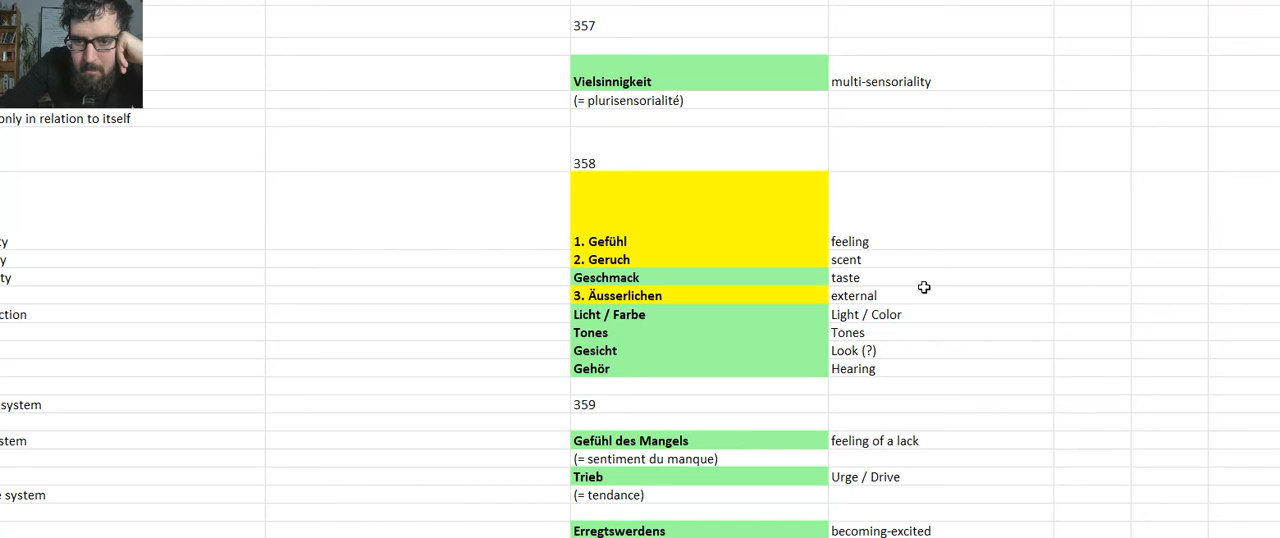 357
Vielsinnigkeit multi-sensoriality
(= plurisensorialité)
only in relation to itself
358
ty 1. Gefühl feeling
y 2. Geruch scent
ty Geschmack taste
3. Äusserlichen external
ction Licht / Farbe Light / Color
Tones Tones
Gesicht Look (?)
Gehör Hearing
system 359
stem Gefühl des Mangels feeling of a lack
(= sentiment du manque)
Trieb Urge / Drive
e system (= tendance)
Erregtswerdens becoming-excited